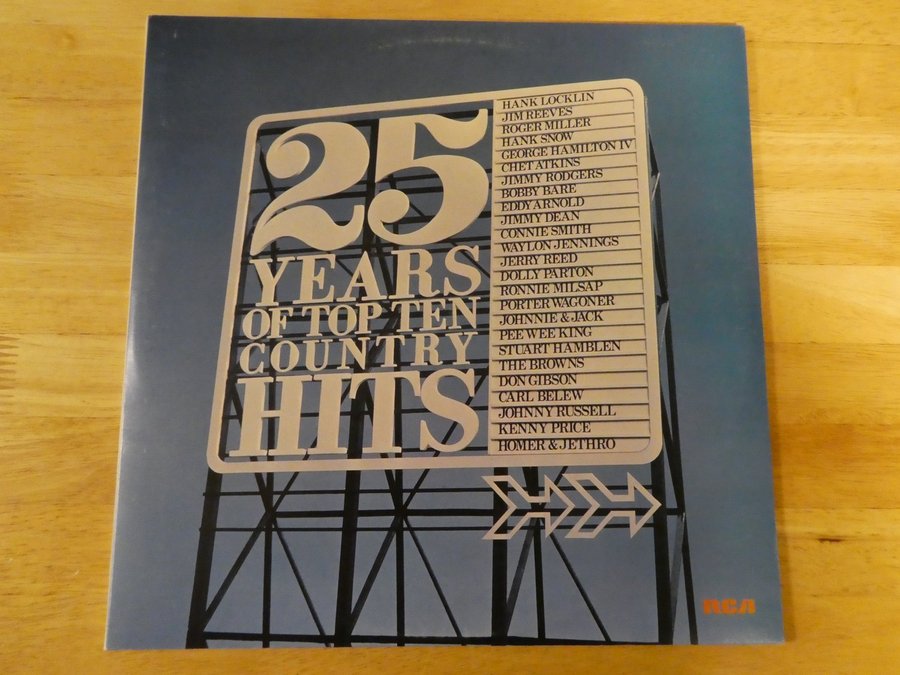 25
YEARS
OF TOP TEN
COUNTRY
HITS
HANK LOCKLIN
JIM REEVES
ROGER MILLER
HANK SNOW
GEORGE HAMILTON IV
CHET ATKINS
JIMMY RODGERS
BOBBY BARE
EDDY ARNOLD
JIMMY DEAN
CONNIE SMITH
WAYLON JENNINGS
JERRY REED
DOLLY PARTON
RONNIE MILSAP
PORTER WAGONER
JOHNNIE & JACK
PEE WEE KING
STUART HAMBLEN
THE BROWNS
DON GIBSON
CARL BELEW
JOHNNY RUSSELL
KENNY PRICE
HOMER & JETHRO
RCA